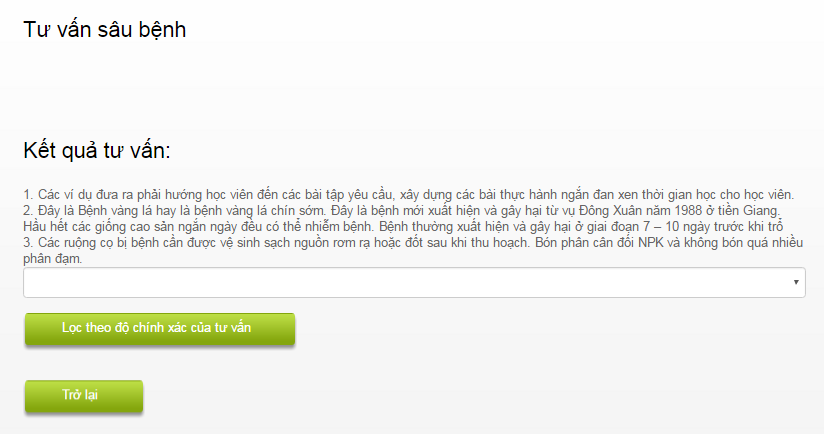 Tư vấn sâu bệnh
Kết quả tư vấn:
1. Các ví dụ đưa ra phải hướng học viên đến các bài tập yêu cầu, xây dựng các bài thực hành ngắn đan xen thời gian học cho học viên.
2. Đây là Bệnh vàng lá hay là bệnh vàng lá chín sớm. Đây là bệnh mới xuất hiện và gây hại từ vụ Đông Xuân năm 1988 ở tiền Giang.
Hầu hết các giống cao sản ngắn ngày đều có thể nhiễm bệnh. Bệnh thường xuất hiện và gây hại ở giai đoạn 7 – 10 ngày trước khi trổ
3. Các ruộng cọ bị bệnh cần được vệ sinh sạch nguồn rơm rạ hoặc đốt sau khi thu hoạch. Bón phân cân đối NPK và không bón quá nhiều
phân đạm.
Lọc theo độ chính xác của tư vấn
Trở lại